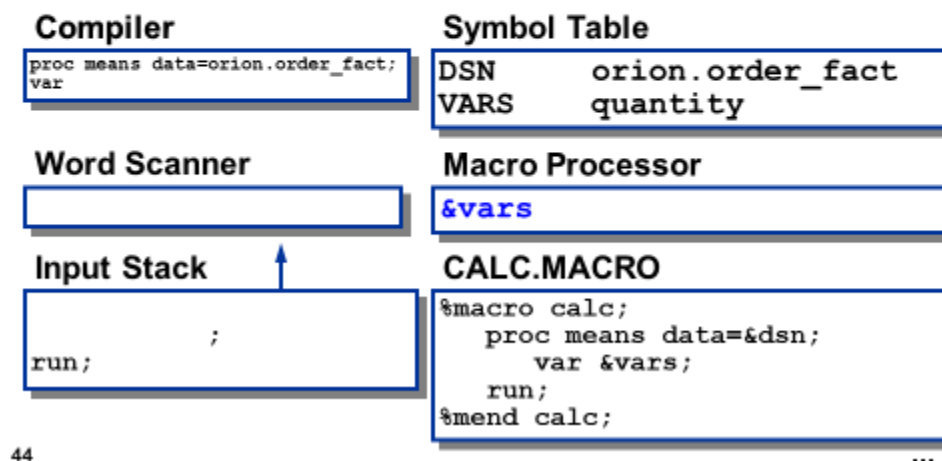 Compiler
proc means data=orion.order_fact;
var
Symbol Table
DSN orion.order_fact
VARS quantity
Word Scanner
Macro Processor
&vars
Input Stack
;
run;
CALC.MACRO
%macro calc;
proc means data=&dsn;
var &vars;
run;
%mend calc;
44
...